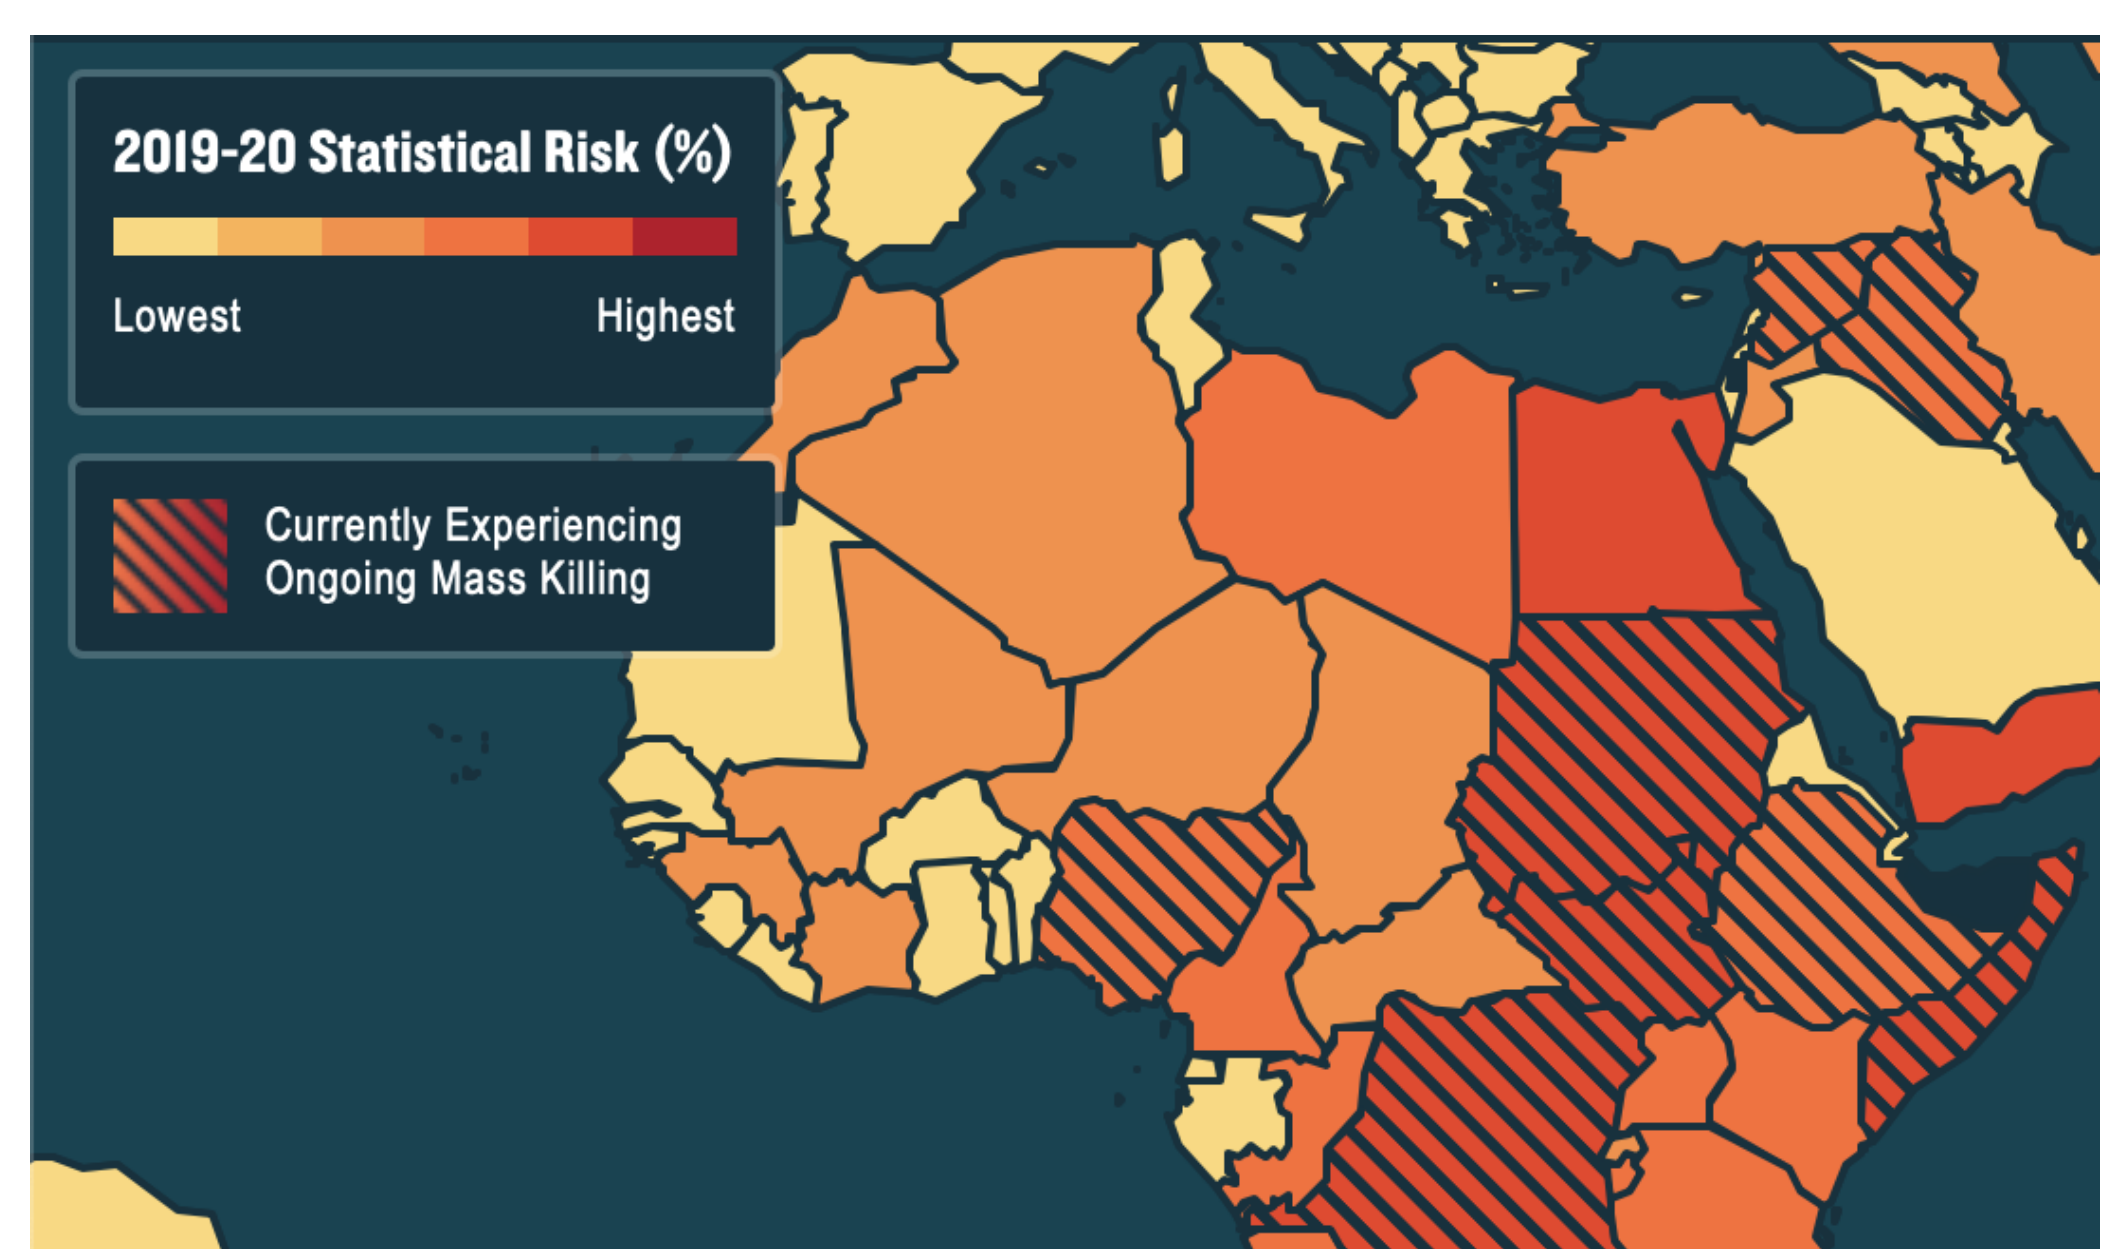 2019-20 Statistical Risk (%)
Lowest Highest
Currently Experiencing
Ongoing Mass Killing